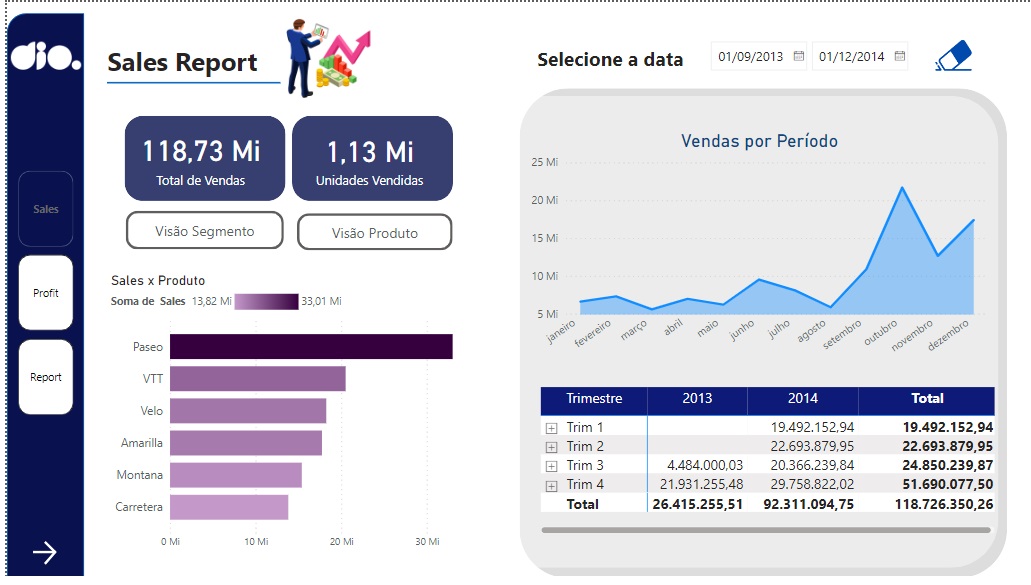 dio.
Sales Report
Selecione a data
01/09/2013
01/12/2014
118,73 Mi
Total de Vendas
1,13 Mi
Unidades Vendidas
Visão Segmento
Visão Produto
Sales
Profit
Report
Sales x Produto
Soma de Sales 13,82 Mi 33,01 Mi
Paseo
VTT
Velo
Amarilla
Montana
Carretera
0 Mi 10 Mi 20 Mi 30 Mi
Vendas por Período
25 Mi
20 Mi
15 Mi
10 Mi
5 Mi
janeiro fevereiro março abril maio junho julho agosto setembro outubro novembro dezembro
Trimestre 2013 2014 Total
Trim 1 19.492.152,94 19.492.152,94
Trim 2 22.693.879,95 22.693.879,95
Trim 3 4.484.000,03 20.366.239,84 24.850.239,87
Trim 4 21.931.255,48 29.758.822,02 51.690.077,50
Total 26.415.255,51 92.311.094,75 118.726.350,26